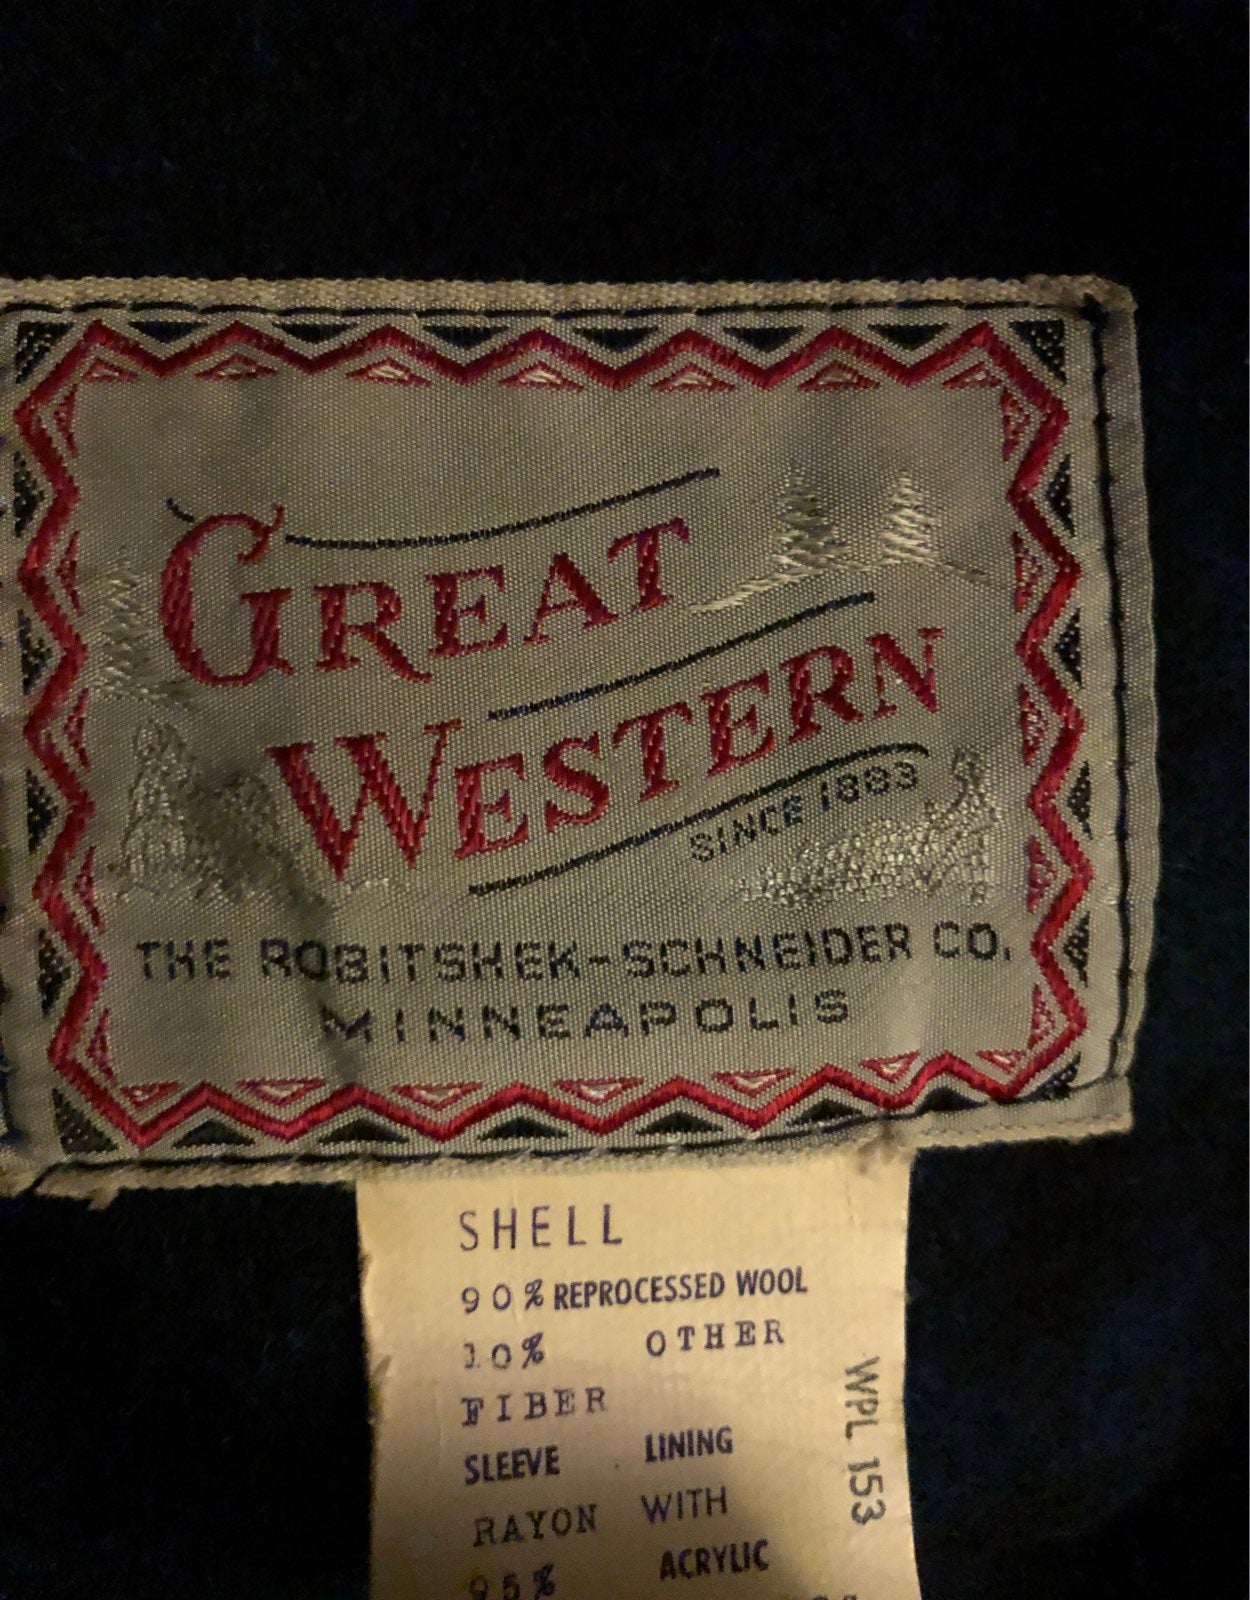 GREAT
WESTERN
SINCE 1883
THE ROBITSHEK-SCHNEIDER CO.
MINNEAPOLIS
SHELL
90% REPROCESSED WOOL
10% OTHER
FIBER
SLEEVE LINING
RAYON WITH
95% ACRYLIC
WPL 153